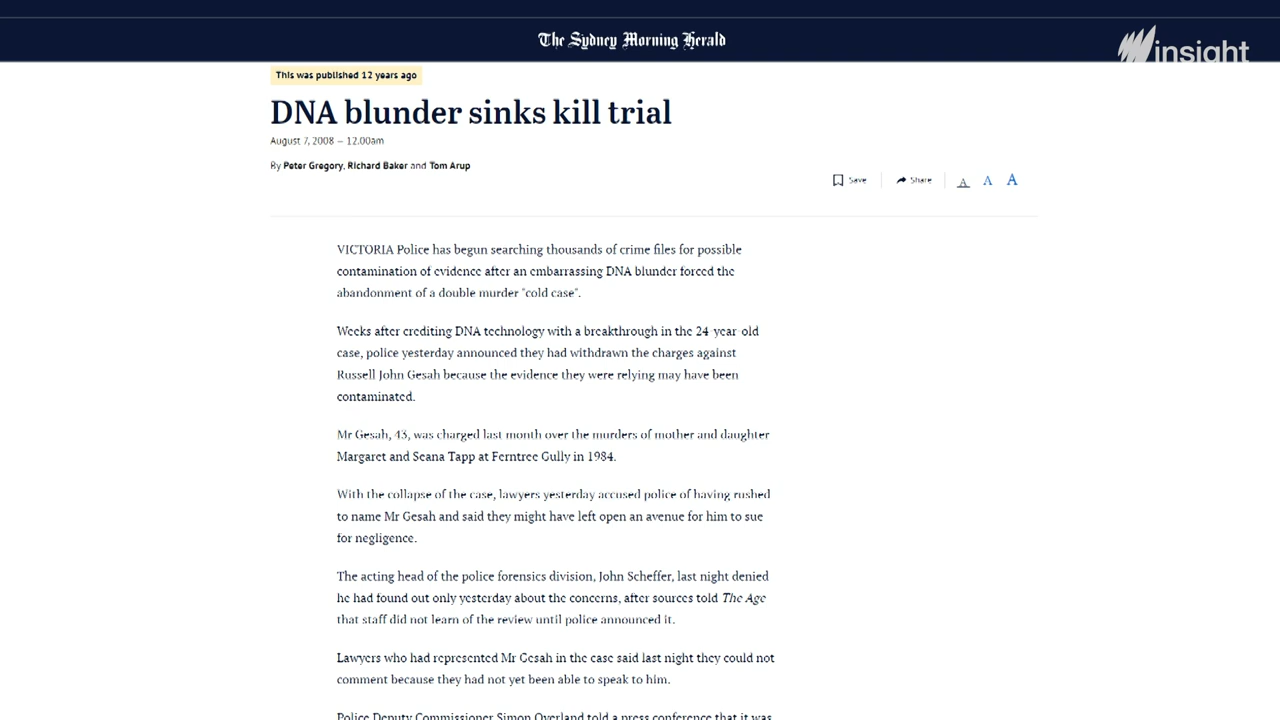 The Sydney Morning Herald
insight
This was published 12 years ago
DNA blunder sinks kill trial
August 7, 2008 — 12.00am
By Peter Gregory, Richard Baker and Tom Arup
Save
Share
A
A
A
VICTORIA Police has begun searching thousands of crime files for possible
contamination of evidence after an embarrassing DNA blunder forced the
abandonment of a double murder "cold case".
Weeks after crediting DNA technology with a breakthrough in the 24-year-old
case, police yesterday announced they had withdrawn the charges against
Russell John Gesah because the evidence they were relying may have been
contaminated.
Mr Gesah, 43, was charged last month over the murders of mother and daughter
Margaret and Seana Tapp at Ferntree Gully in 1984.
With the collapse of the case, lawyers yesterday accused police of having rushed
to name Mr Gesah and said they might have left open an avenue for him to sue
for negligence.
The acting head of the police forensics division, John Scheffer, last night denied
he had found out only yesterday about the concerns, after sources told The Age
that staff did not learn of the review until police announced it.
Lawyers who had represented Mr Gesah in the case said last night they could not
comment because they had not yet been able to speak to him.
Police Deputy Commissioner Simon Overland told a press conference that it was